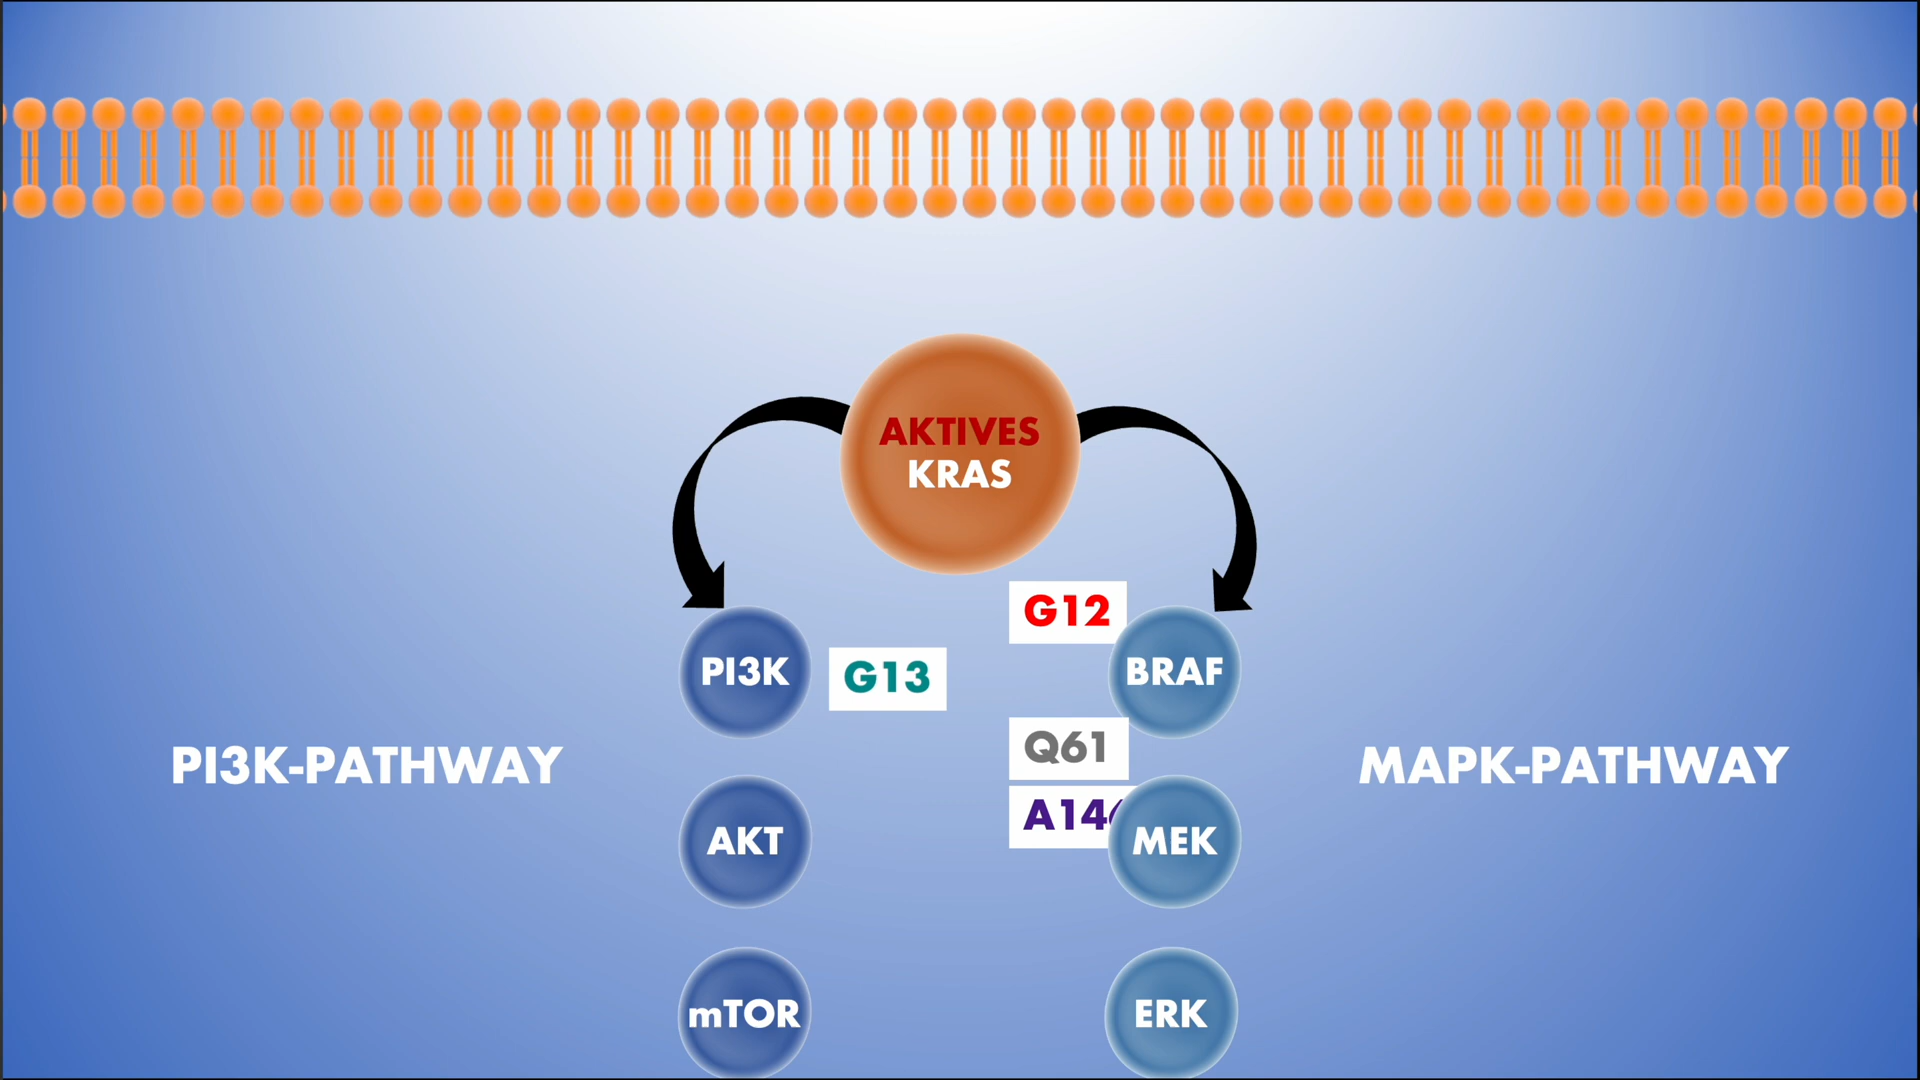 AKTIVES
KRAS
G12
PI3K
G13
BRAF
Q61
PI3K-PATHWAY
MAPK-PATHWAY
AKT
MEK
mTOR
ERK